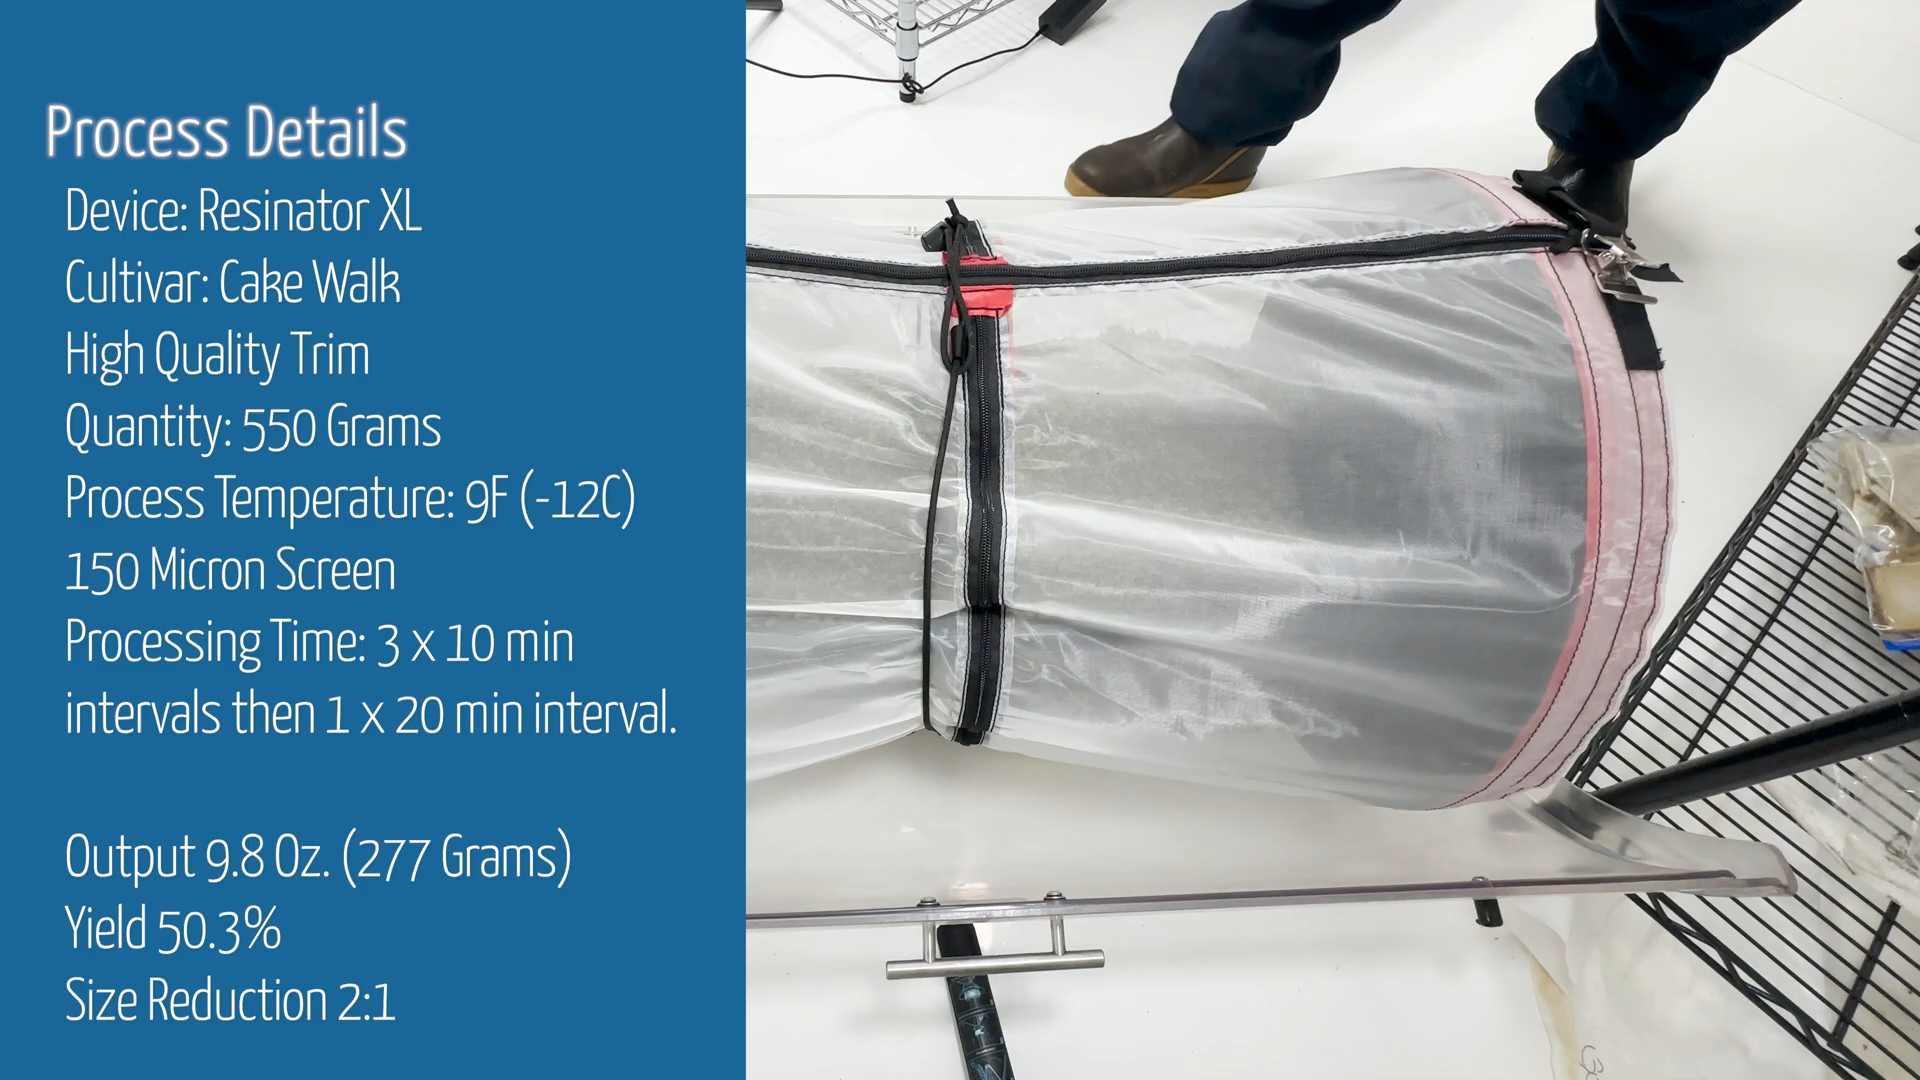 Process Details
Device: Resinator XL
Cultivar: Cake Walk
High Quality Trim
Quantity: 550 Grams
Process Temperature: 9F (-12C)
150 Micron Screen
Processing Time: 3 x 10 min
intervals then 1 x 20 min interval.
Output 9.8 Oz. (277 Grams)
Yield 50.3%
Size Reduction 2:1